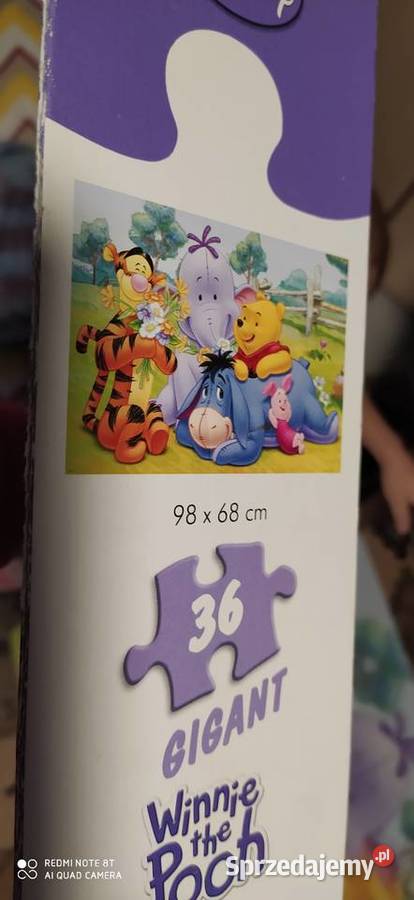 98 x 68 cm
36
GIGANT
Winnie
the
Pooh
Sprzedajemy.pl
REDMI NOTE 8T
AI QUAD CAMERA